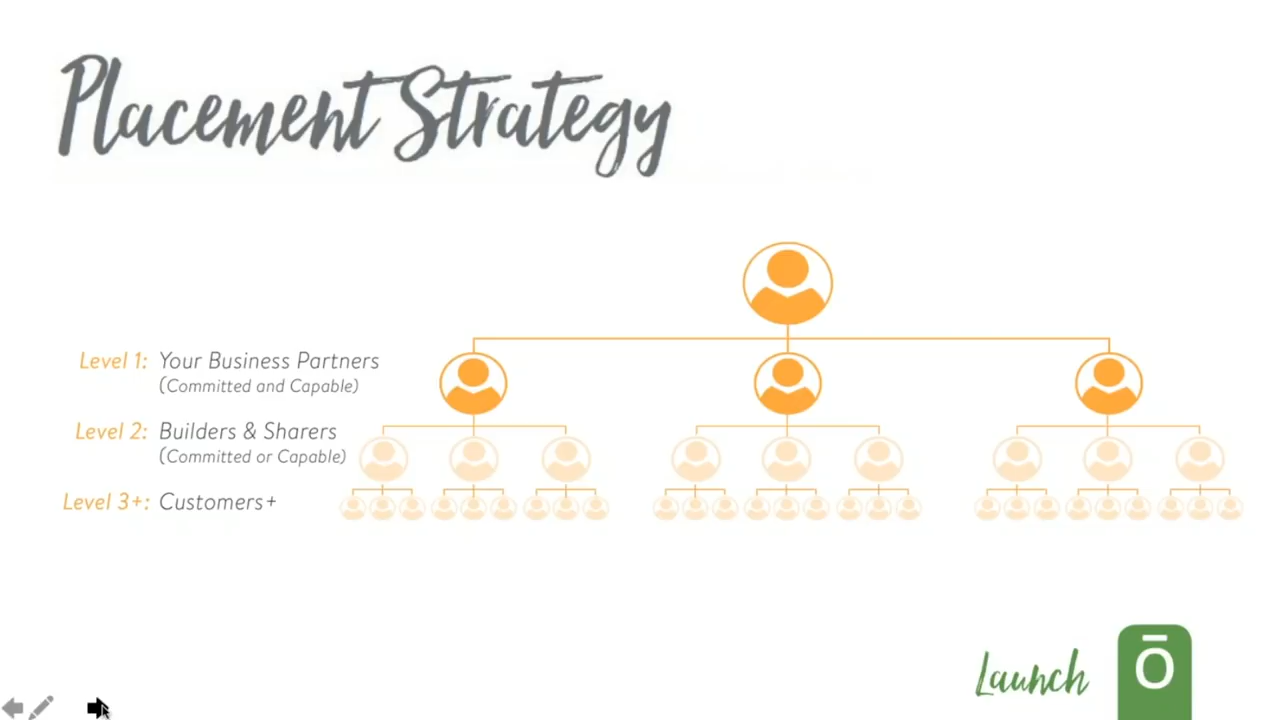 Placement Strategy
Level 1: Your Business Partners
(Committed and Capable)
Level 2: Builders & Sharers
(Committed or Capable)
Level 3+: Customers+
Launch
Ō